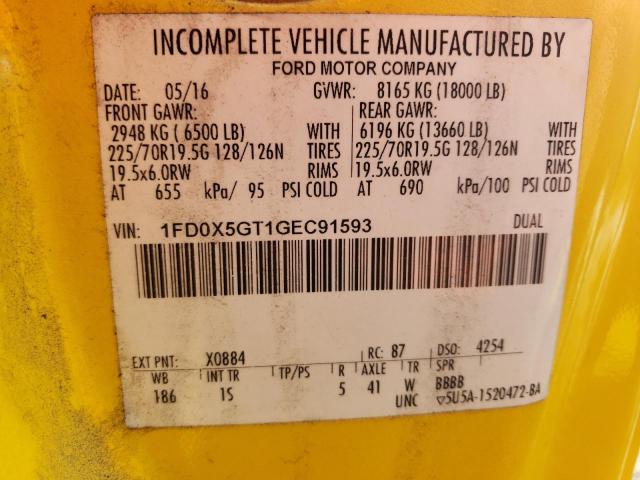 INCOMPLETE VEHICLE MANUFACTURED BY
FORD MOTOR COMPANY
DATE: 05/16 GVWR: 8165 KG (18000 LB)
FRONT GAWR: REAR GAWR:
2948 KG ( 6500 LB) WITH 6196 KG (13660 LB) WITH
225/70R19.5G 128/126N TIRES 225/70R19.5G 128/126N TIRES
19.5x6.0RW RIMS 19.5x6.0RW RIMS
AT 655 kPa/ 95 PSI COLD AT 690 kPa/100 PSI COLD
VIN: 1FD0X5GT1GEC91593 DUAL
EXT PNT: X0884 RC: 87 DSO: 4254
WB INT TR TP/PS R AXLE TR SPR
186 1S 5 41 W BBBB
UNC ▽5U5A-1520472-BA